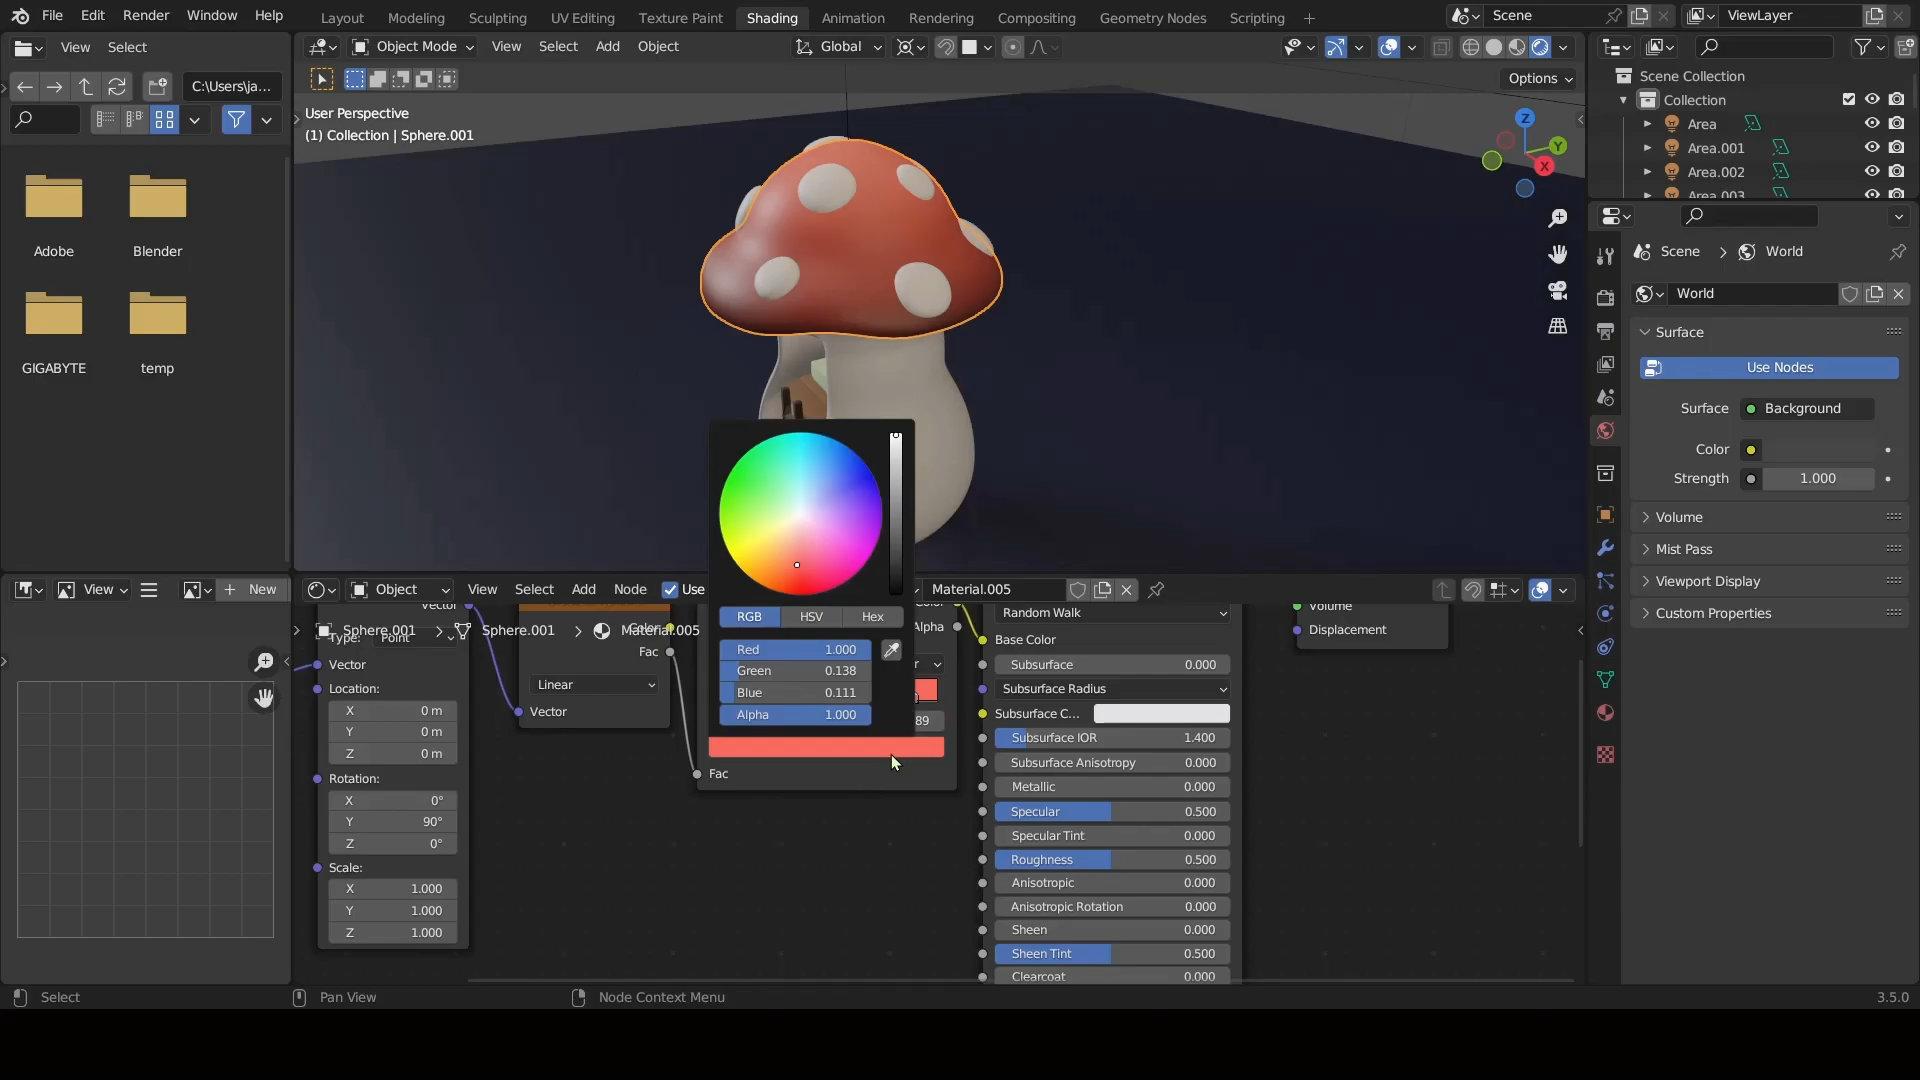 File Edit Render Window Help
Layout Modeling Sculpting UV Editing Texture Paint Shading Animation Rendering Compositing Geometry Nodes Scripting +
Scene
ViewLayer
View Select
Object Mode View Select Add Object
Global
C:\Users\ja...
Options
User Perspective
(1) Collection | Sphere.001
Z
Y
X
Adobe
Blender
GIGABYTE
temp
Scene Collection
Collection
Area
Area.001
Area.002
Area.003
Scene > World
World
Surface
Use Nodes
Surface Background
Color
Strength 1.000
Volume
Mist Pass
Viewport Display
Custom Properties
View
New
Object View Select Add Node Use
Material.005
Sphere.001 > Sphere.001 > Material.005
Vector
Type: Point
Vector
Location:
X 0 m
Y 0 m
Z 0 m
Rotation:
X 0°
Y 90°
Z 0°
Scale:
X 1.000
Y 1.000
Z 1.000
Color
Fac
Linear
Vector
RGB HSV Hex
Red 1.000
Green 0.138
Blue 0.111
Alpha 1.000
Color
Alpha
r
89
Fac
Random Walk
Base Color
Subsurface 0.000
Subsurface Radius
Subsurface C...
Subsurface IOR 1.400
Subsurface Anisotropy 0.000
Metallic 0.000
Specular 0.500
Specular Tint 0.000
Roughness 0.500
Anisotropic 0.000
Anisotropic Rotation 0.000
Sheen 0.000
Sheen Tint 0.500
Clearcoat 0.000
Volume
Displacement
Select
Pan View
Node Context Menu
3.5.0